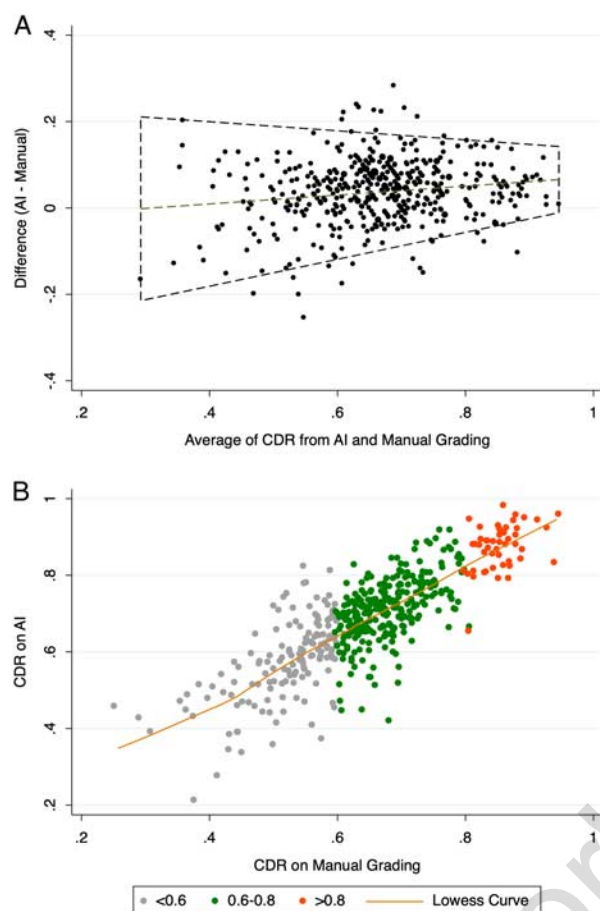 A
.4
.2
0
-.2
-.4
Difference (AI - Manual)
.2 .4 .6 .8 1
Average of CDR from AI and Manual Grading
B
1
.8
.6
.4
.2
CDR on AI
.2 .4 .6 .8 1
CDR on Manual Grading
<0.6 0.6-0.8 >0.8 Lowess Curve